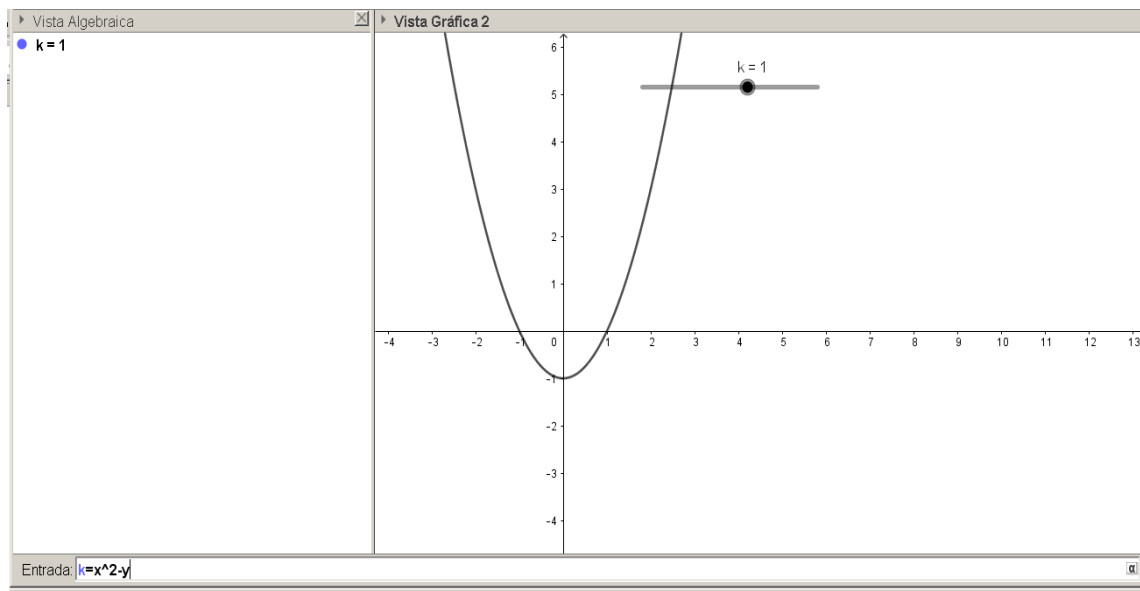 Vista Algebraica
k = 1
Vista Gráfica 2
k = 1
6
5
4
3
2
1
0
-1
-2
-3
-4
-4 -3 -2 -1 1 2 3 4 5 6 7 8 9 10 11 12 13
Entrada: k=x^2-y
α